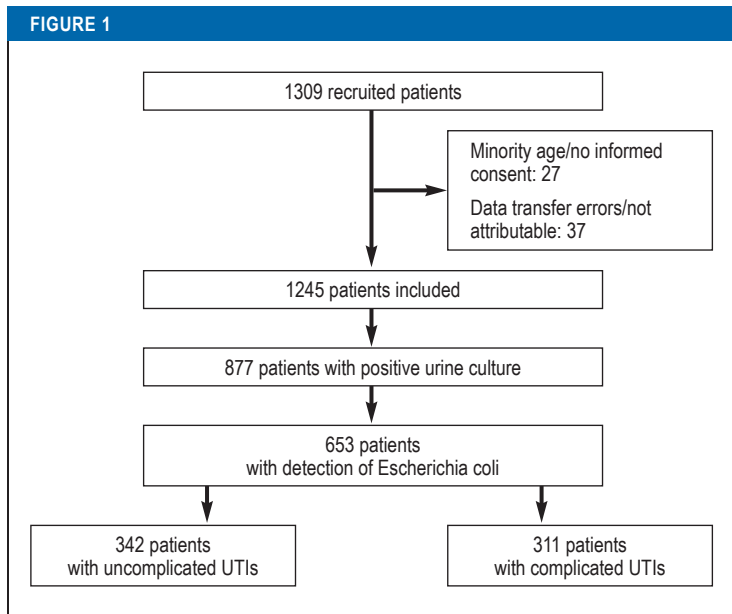 FIGURE 1
1309 recruited patients
Minority age/no informed
consent: 27
Data transfer errors/not
attributable: 37
1245 patients included
877 patients with positive urine culture
653 patients
with detection of Escherichia coli
342 patients
with uncomplicated UTIs
311 patients
with complicated UTIs